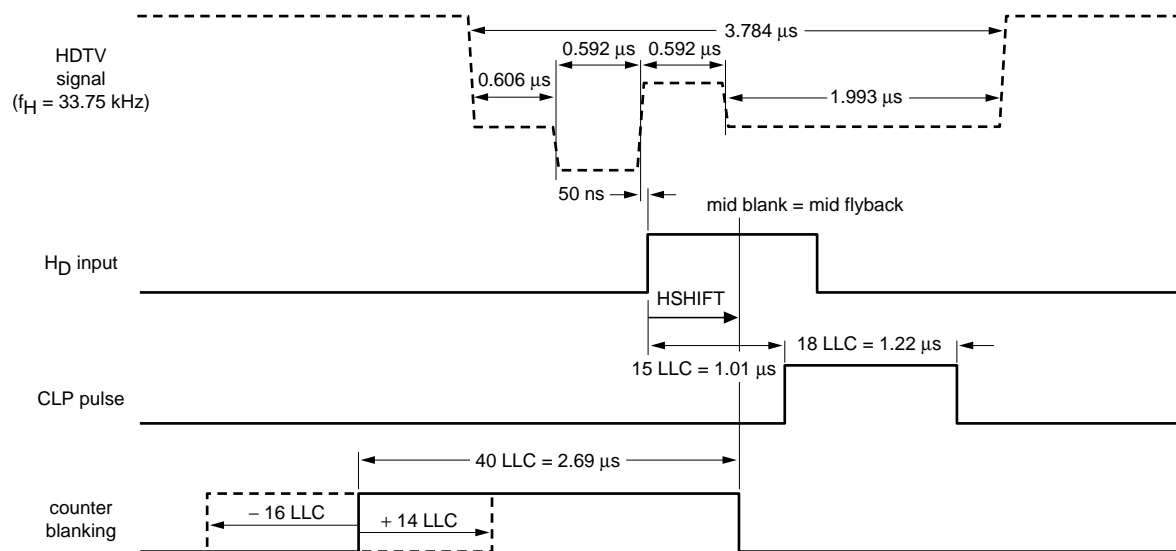 3.784 μs
HDTV
signal
(fH = 33.75 kHz)
0.592 μs
0.592 μs
0.606 μs
1.993 μs
50 ns
mid blank = mid flyback
HD input
HSHIFT
18 LLC = 1.22 μs
15 LLC = 1.01 μs
CLP pulse
40 LLC = 2.69 μs
counter
blanking
− 16 LLC
+ 14 LLC